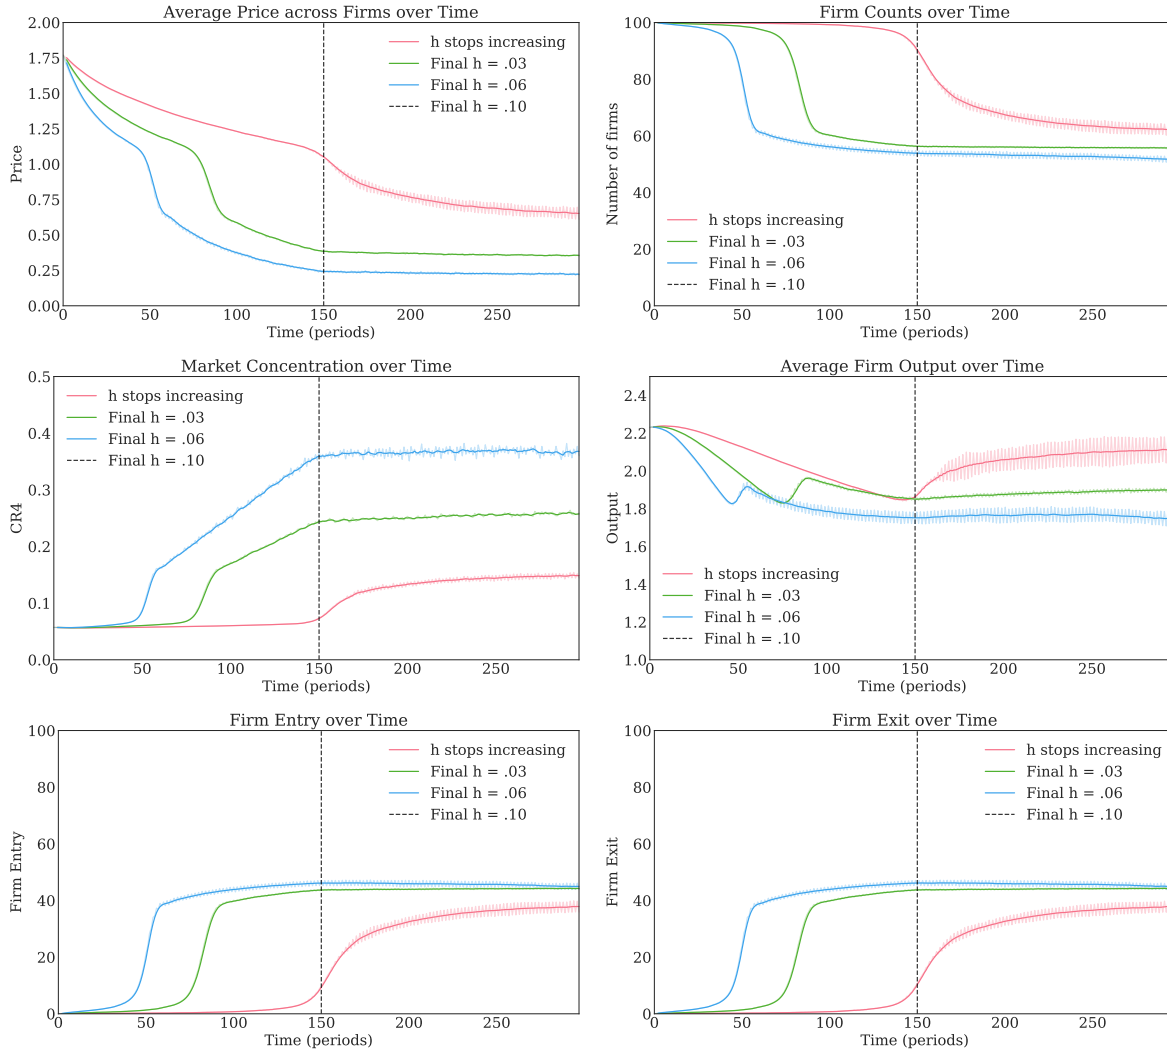 Average Price across Firms over Time
2.00
1.75
1.50
1.25
1.00
0.75
0.50
0.25
0.00
Price
0 50 100 150 200 250
Time (periods)
h stops increasing
Final h = .03
Final h = .06
Final h = .10
Firm Counts over Time
100
80
60
40
20
0
Number of firms
0 50 100 150 200 250
Time (periods)
h stops increasing
Final h = .03
Final h = .06
Final h = .10
Market Concentration over Time
0.5
0.4
0.3
0.2
0.1
0.0
CR4
0 50 100 150 200 250
Time (periods)
h stops increasing
Final h = .03
Final h = .06
Final h = .10
Average Firm Output over Time
2.4
2.2
2.0
1.8
1.6
1.4
1.2
1.0
Output
0 50 100 150 200 250
Time (periods)
h stops increasing
Final h = .03
Final h = .06
Final h = .10
Firm Entry over Time
100
80
60
40
20
0
Firm Entry
0 50 100 150 200 250
Time (periods)
h stops increasing
Final h = .03
Final h = .06
Final h = .10
Firm Exit over Time
100
80
60
40
20
0
Firm Exit
0 50 100 150 200 250
Time (periods)
h stops increasing
Final h = .03
Final h = .06
Final h = .10